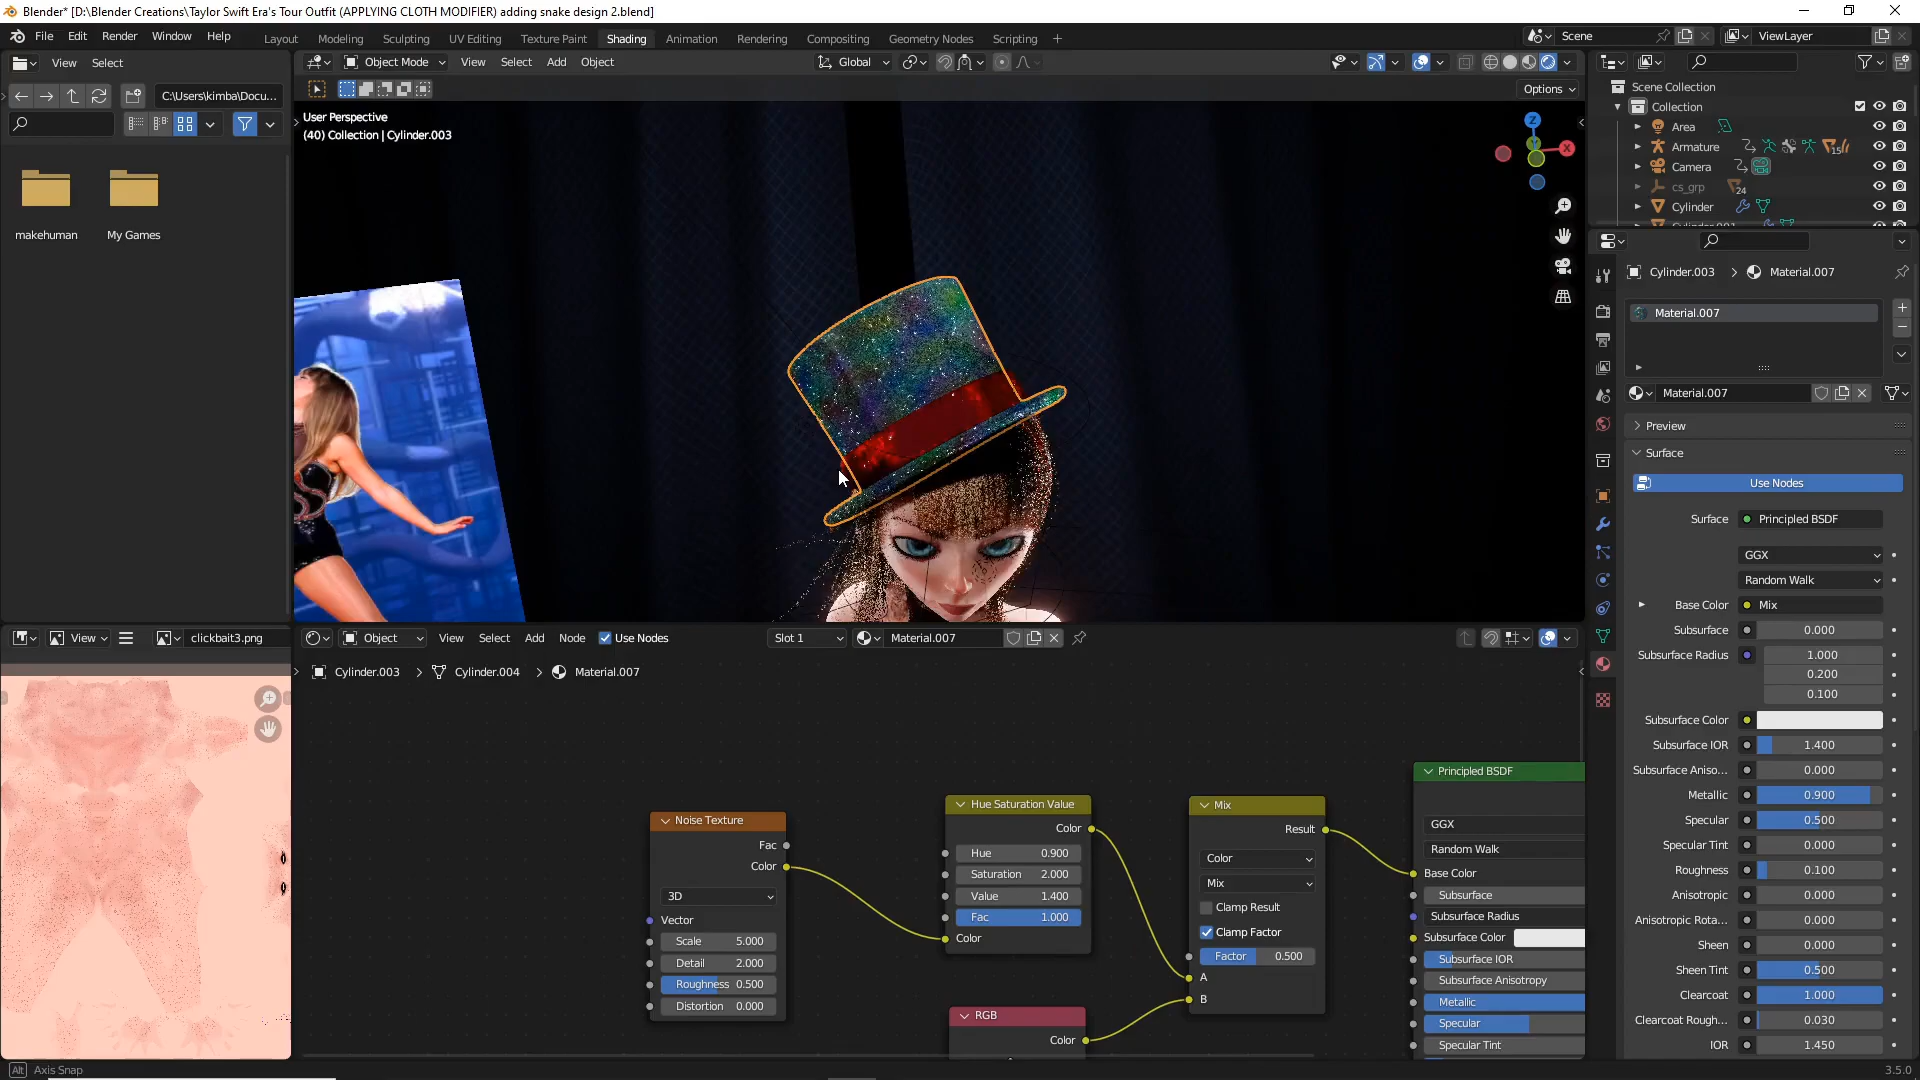 Blender* [D:\Blender Creations\Taylor Swift Era's Tour Outfit (APPLYING CLOTH MODIFIER) adding snake design 2.blend]
File Edit Render Window Help
Layout Modeling Sculpting UV Editing Texture Paint Shading Animation Rendering Compositing Geometry Nodes Scripting
Scene
ViewLayer
View Select
Object Mode View Select Add Object
Global
C:\Users\kimba\Docu...
Options
User Perspective
(40) Collection | Cylinder.003
makehuman
My Games
Z
X
Scene Collection
Collection
Area
Armature
15
Camera
cs_grp
24
Cylinder
Cylinder.003
Material.007
Material.007
Material.007
Preview
Surface
Use Nodes
Surface Principled BSDF
GGX
Random Walk
Base Color Mix
Subsurface 0.000
Subsurface Radius 1.000
0.200
0.100
Subsurface Color
Subsurface IOR 1.400
Subsurface Aniso... 0.000
Metallic 0.900
Specular 0.500
Specular Tint 0.000
Roughness 0.100
Anisotropic 0.000
Anisotropic Rota... 0.000
Sheen 0.000
Sheen Tint 0.500
Clearcoat 1.000
Clearcoat Rough... 0.030
IOR 1.450
View
clickbait3.png
Object View Select Add Node Use Nodes
Slot 1
Material.007
Cylinder.003 Cylinder.004 Material.007
Noise Texture
Fac
Color
3D
Vector
Scale 5.000
Detail 2.000
Roughness 0.500
Distortion 0.000
Hue Saturation Value
Color
Hue 0.900
Saturation 2.000
Value 1.400
Fac 1.000
Color
RGB
Color
Mix
Result
Color
Mix
Clamp Result
Clamp Factor
Factor 0.500
A
B
Principled BSDF
GGX
Random Walk
Base Color
Subsurface
Subsurface Radius
Subsurface Color
Subsurface IOR
Subsurface Anisotropy
Metallic
Specular
Specular Tint
Alt Axis Snap
3.5.0